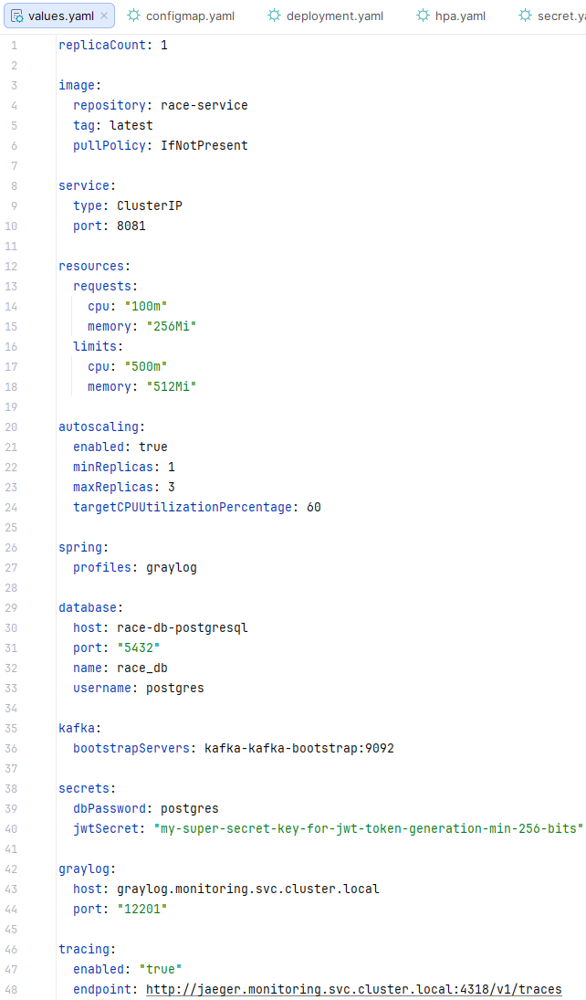 values.yaml × configmap.yaml deployment.yaml hpa.yaml secret.ya
1 replicaCount: 1
2
3 image:
4   repository: race-service
5   tag: latest
6   pullPolicy: IfNotPresent
7
8 service:
9   type: ClusterIP
10   port: 8081
11
12 resources:
13   requests:
14     cpu: "100m"
15     memory: "256Mi"
16   limits:
17     cpu: "500m"
18     memory: "512Mi"
19
20 autoscaling:
21   enabled: true
22   minReplicas: 1
23   maxReplicas: 3
24   targetCPUUtilizationPercentage: 60
25
26 spring:
27   profiles: graylog
28
29 database:
30   host: race-db-postgresql
31   port: "5432"
32   name: race_db
33   username: postgres
34
35 kafka:
36   bootstrapServers: kafka-kafka-bootstrap:9092
37
38 secrets:
39   dbPassword: postgres
40   jwtSecret: "my-super-secret-key-for-jwt-token-generation-min-256-bits"
41
42 graylog:
43   host: graylog.monitoring.svc.cluster.local
44   port: "12201"
45
46 tracing:
47   enabled: "true"
48   endpoint: http://jaeger.monitoring.svc.cluster.local:4318/v1/traces